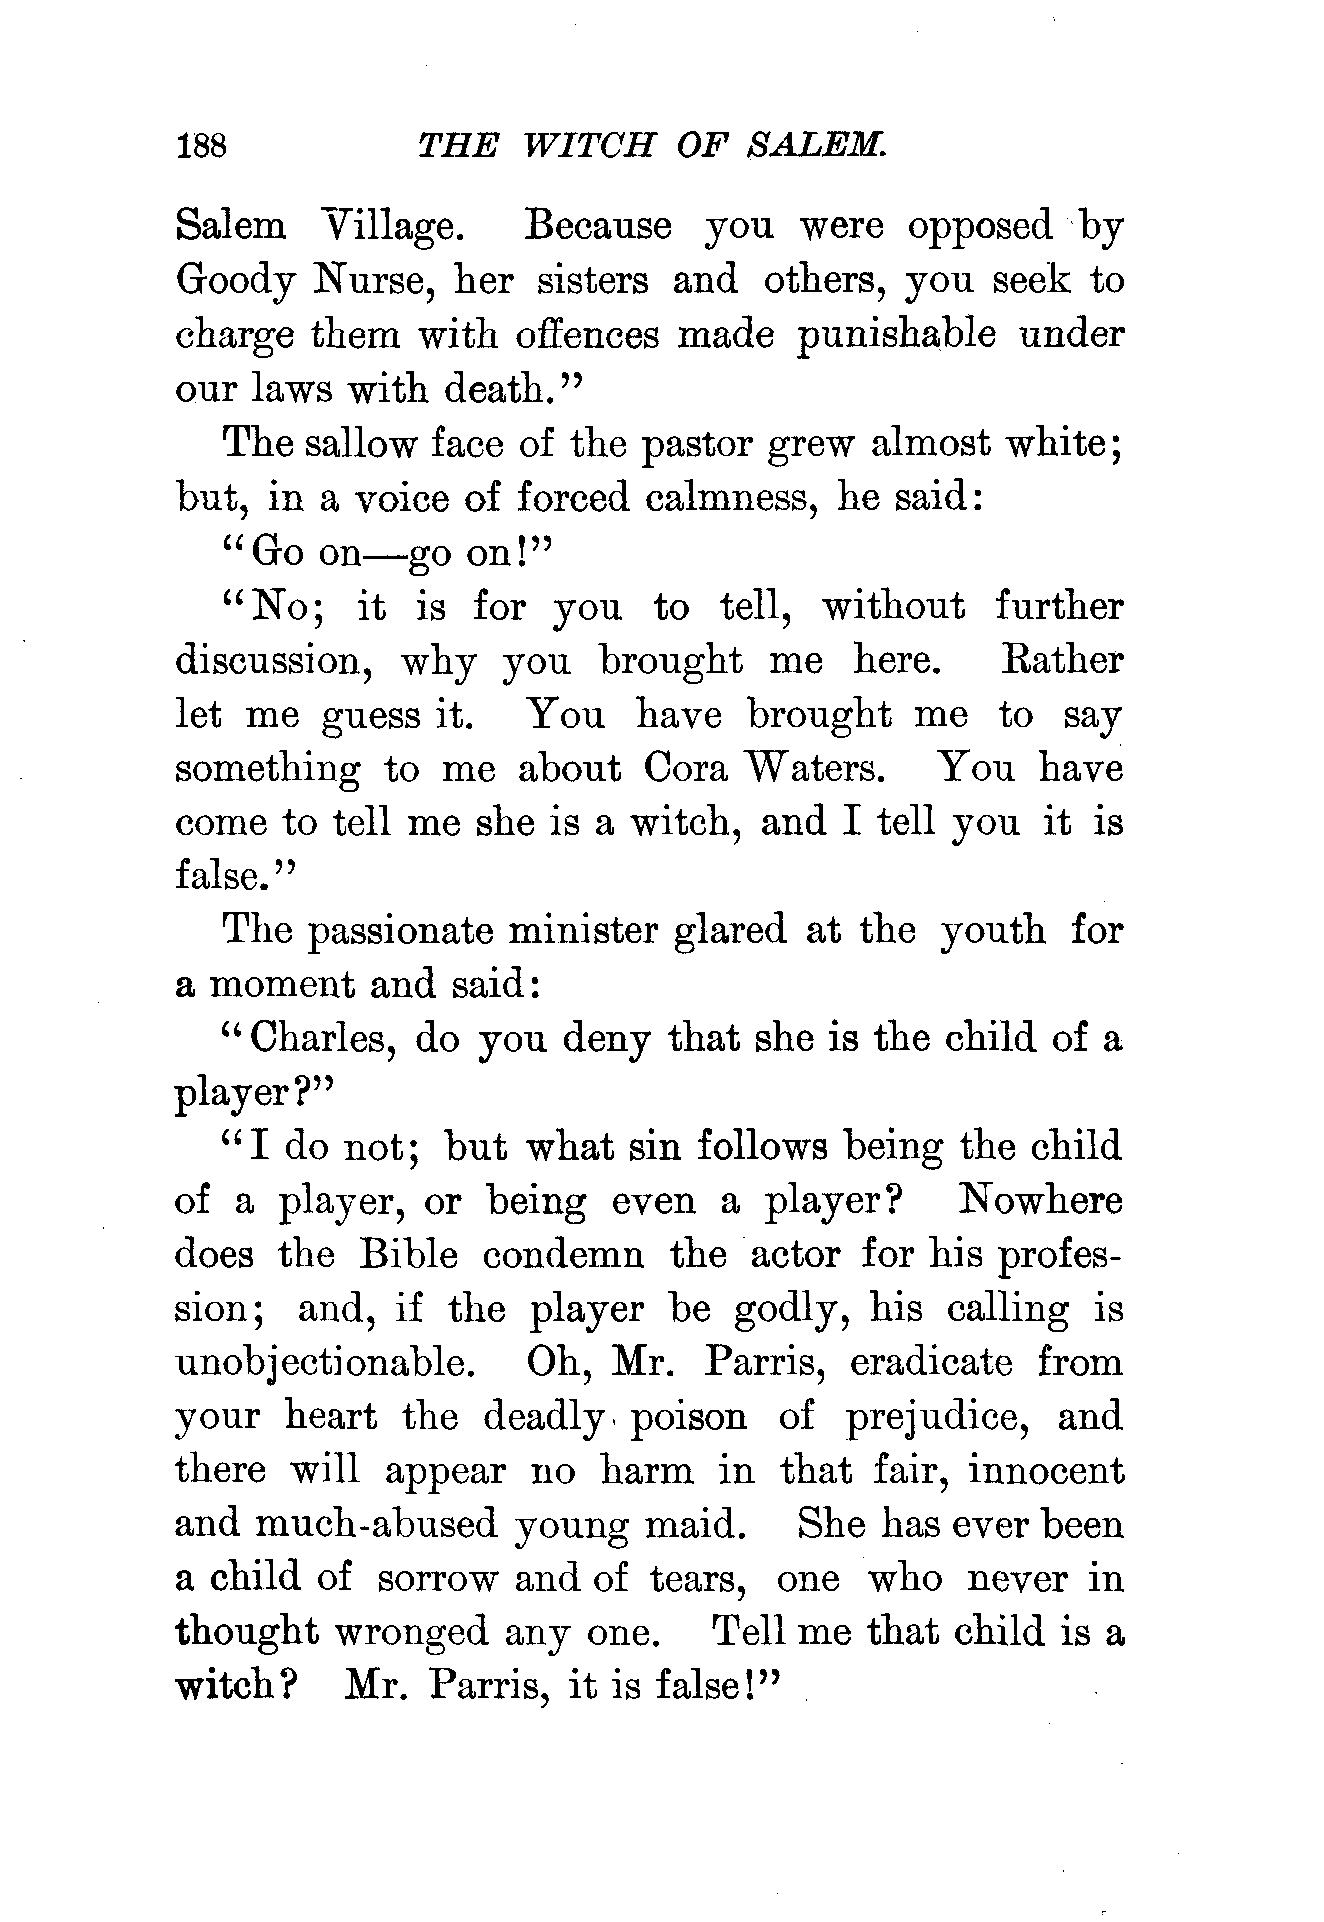 188 THE WITCH OF SALEM.
Salem Village. Because you were opposed by
Goody Nurse, her sisters and others, you seek to
charge them with offences made punishable under
our laws with death."
The sallow face of the pastor grew almost white;
but, in a voice of forced calmness, he said:
"Go on—go on!"
"No; it is for you to tell, without further
discussion, why you brought me here. Rather
let me guess it. You have brought me to say
something to me about Cora Waters. You have
come to tell me she is a witch, and I tell you it is
false."
The passionate minister glared at the youth for
a moment and said:
"Charles, do you deny that she is the child of a
player?"
"I do not; but what sin follows being the child
of a player, or being even a player? Nowhere
does the Bible condemn the actor for his profes-
sion; and, if the player be godly, his calling is
unobjectionable. Oh, Mr. Parris, eradicate from
your heart the deadly poison of prejudice, and
there will appear no harm in that fair, innocent
and much-abused young maid. She has ever been
a child of sorrow and of tears, one who never in
thought wronged any one. Tell me that child is a
witch? Mr. Parris, it is false!"